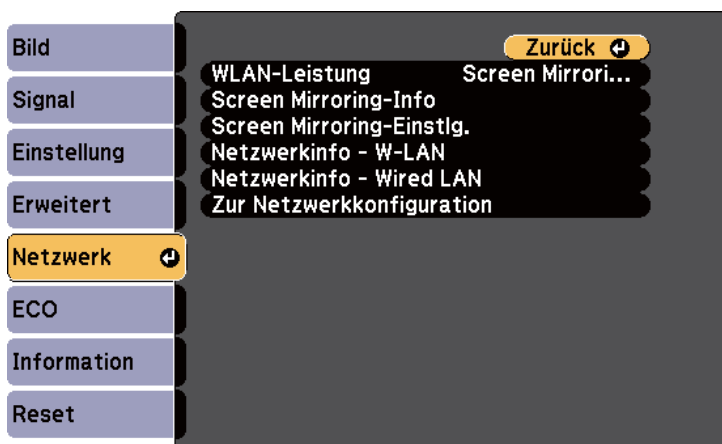 Bild
Signal
Einstellung
Erweitert
Netzwerk
ECO
Information
Reset
Zurück
WLAN-Leistung Screen Mirrori...
Screen Mirroring-Info
Screen Mirroring-Einstlg.
Netzwerkinfo - W-LAN
Netzwerkinfo - Wired LAN
Zur Netzwerkkonfiguration